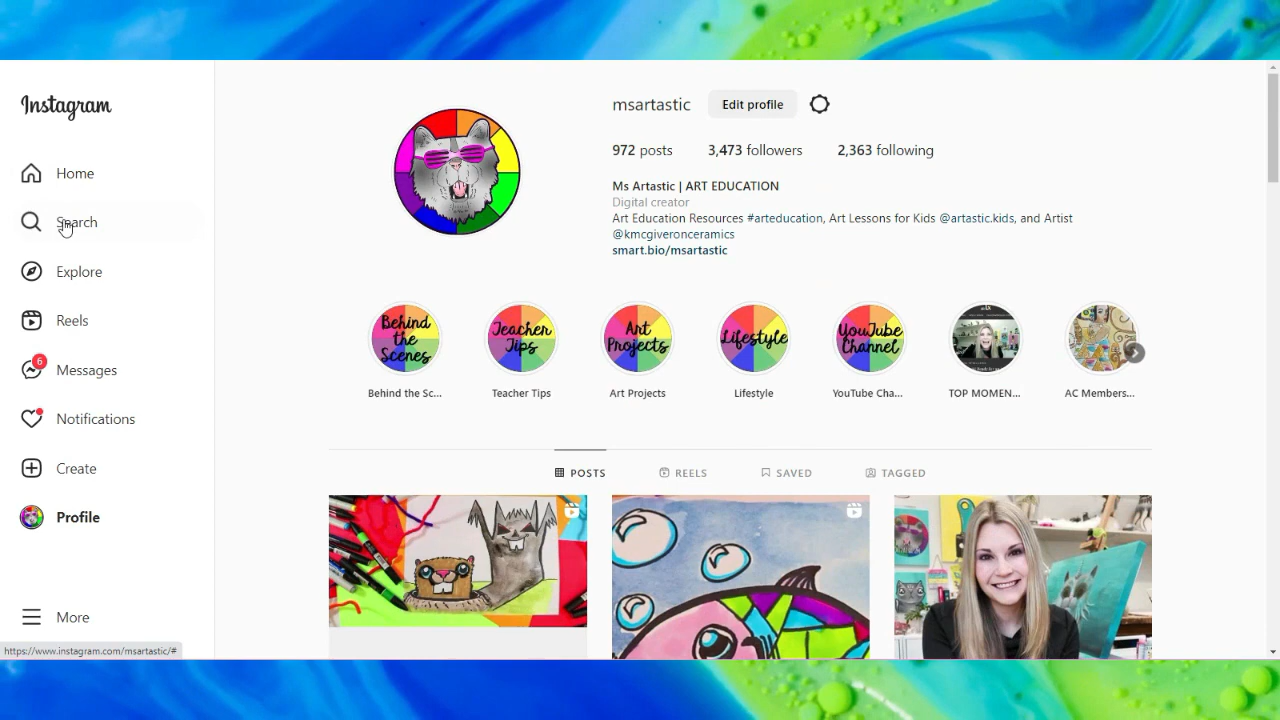 Instagram
Home
Search
Explore
Reels
6
Messages
Notifications
Create
Profile
More
https://www.instagram.com/msartastic/#
msartastic
Edit profile
972 posts
3,473 followers
2,363 following
Ms Artastic | ART EDUCATION
Digital creator
Art Education Resources #arteducation, Art Lessons for Kids @artastic.kids, and Artist
@kmcgiveronceramics
smart.bio/msartastic
Behind
the
Scenes
Teacher
Tips
Art
Projects
Lifestyle
YouTube
Channel
Behind the Sc...
Teacher Tips
Art Projects
Lifestyle
YouTube Cha...
TOP MOMEN...
AC Members...
POSTS
REELS
SAVED
TAGGED